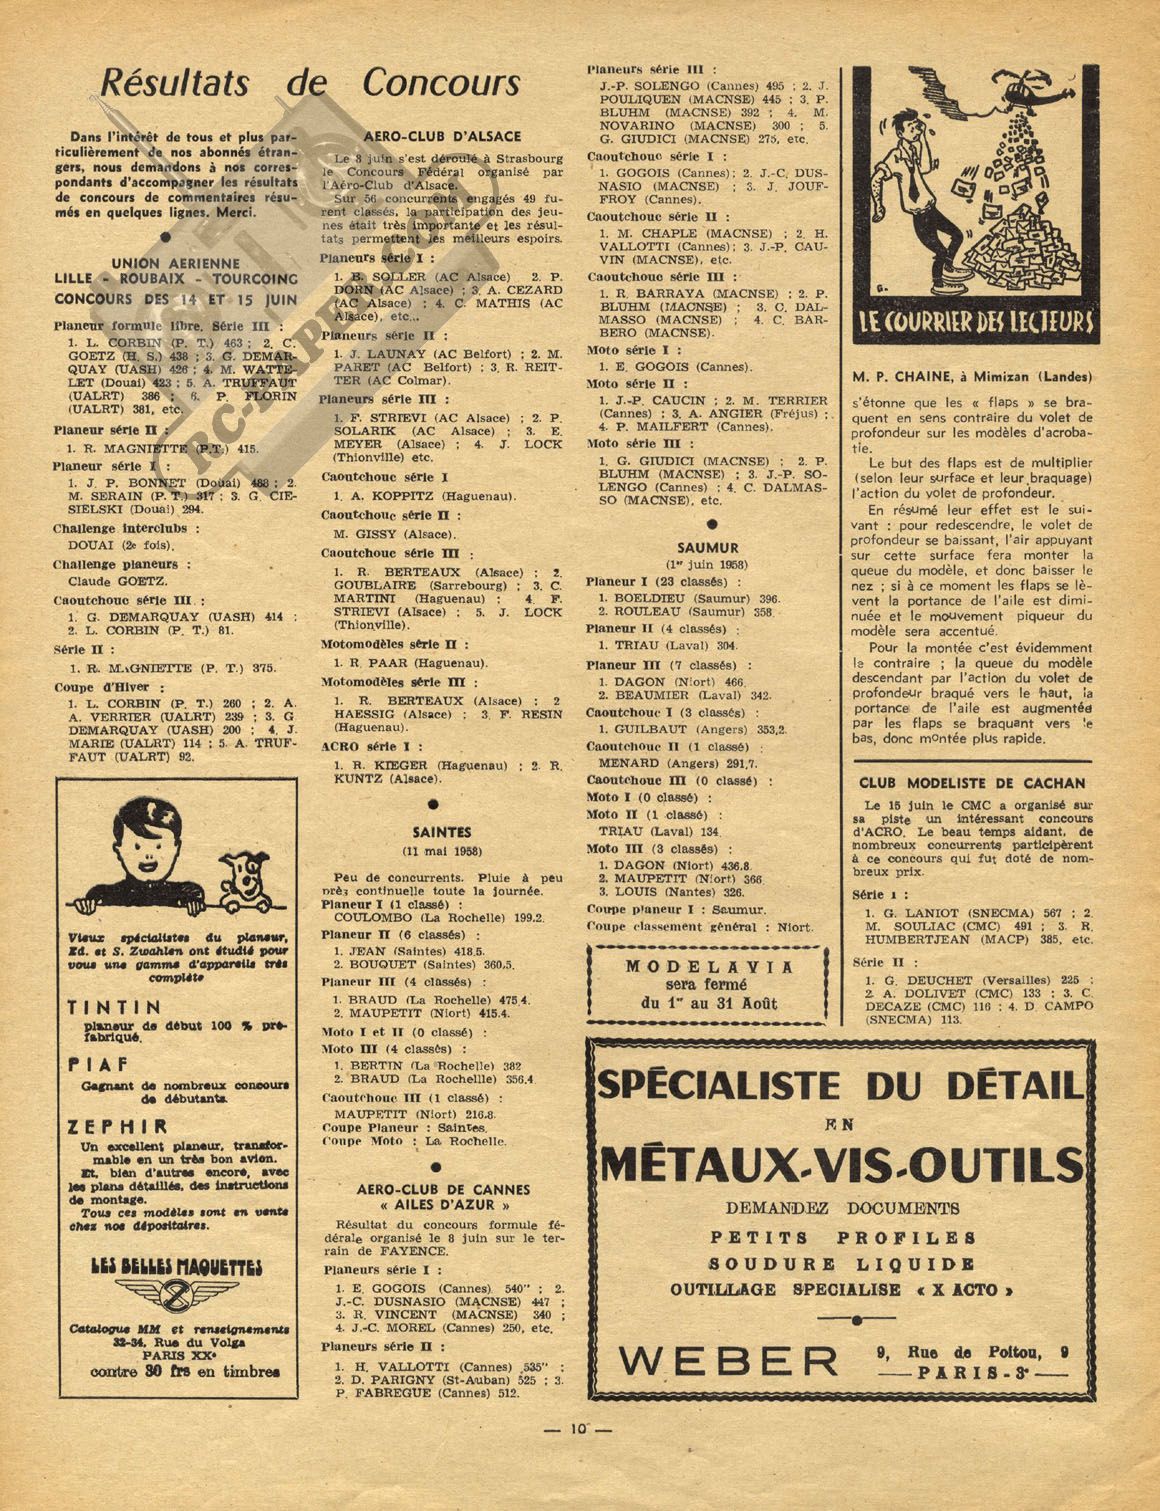 Résultats de Concours
Dans l'intérêt de tous et plus par-
ticulièrement de nos abonnés étran-
gers, nous demandons à nos corres-
pondants d'accompagner les résultats
de concours de commentaires résu-
més en quelques lignes. Merci.
UNION AERIENNE
LILLE - ROUBAIX - TOURCOING
CONCOURS DES 14 ET 15 JUIN
Planeur formule libre. Série III :
1. L. CORBIN (P. T.) 463 ; 2. C.
GOETZ (H. S.) 438 ; 3. G. DEMAR-
QUAY (UASH) 426 ; 4. M. WATTE-
LET (Douai) 423 ; 5. A. TRUFFAUT
(UALRT) 386 ; 6. P. FLORIN
(UALRT) 381, etc.
Planeur série II :
1. R. MAGNIETTE (P.T.) 415.
Planeur série I :
1. J. P. BONNET (Douai) 488 ; 2.
M. SERAIN (P. T.) 317 ; 3. G. CIE-
SIELSKI (Douai) 294.
Challenge interclubs :
DOUAI (2e fois).
Challenge planeurs :
Claude GOETZ.
Caoutchouc série III :
1. G. DEMARQUAY (UASH) 414 ;
2. L. CORBIN (P. T.) 81.
Série II :
1. R. MAGNIETTE (P. T.) 375.
Coupe d'Hiver :
1. L. CORBIN (P. T.) 260 ; 2. A.
A. VERRIER (UALRT) 239 ; 3. G
DEMARQUAY (UASH) 200 ; 4. J.
MARIE (UALRT) 114 ; 5. A. TRUF-
FAUT (UALRT) 92.
Vieux spécialistes du planeur,
Ed. et S. Zwahlen ont étudié pour
vous une gamme d'appareils très
complète
TINTIN
planeur de début 100 % pré-
fabriqué.
PIAF
Gagnant de nombreux concours
de débutants.
ZEPHIR
Un excellent planeur, transfor-
mable en un très bon avion.
Et, bien d'autres encore, avec
les plans détaillés, des instructions
de montage.
Tous ces modèles sont en vente
chez nos dépositaires.
LES BELLES MAQUETTES
Catalogue MM et renseignements
32-34, Rue du Volga
PARIS XXe
contre 30 frs en timbres
AERO-CLUB D'ALSACE
Le 8 juin s'est déroulé à Strasbourg
le Concours Fédéral organisé par
l'Aéro-Club d'Alsace.
Sur 56 concurrents engagés 49 fu-
rent classés, la participation des jeu-
nes était très importante et les résul-
tats permettent les meilleurs espoirs.
Planeurs série I :
1. B. SOLLER (AC Alsace) 2. P.
DORN (AC Alsace) ; 3. A. CEZARD
(AC Alsace) ; 4. C. MATHIS (AC
Alsace), etc...
Planeurs série II :
1. J. LAUNAY (AC Belfort) ; 2. M.
PARET (AC Belfort) ; 3. R. REIT-
TER (AC Colmar).
Planeurs série III :
1. F. STRIEVI (AC Alsace) ; 2. P.
SOLARIK (AC Alsace) ; 3. E.
MEYER (Alsace) ; 4. J. LOCK
(Thionville) etc.
Caoutchouc série I
1. A. KOPPITZ (Haguenau).
Caoutchouc série II :
M. GISSY (Alsace).
Caoutchouc série III :
1. R. BERTEAUX (Alsace) ; 2.
GOUBLAIRE (Sarrebourg) ; 3. C.
MARTINI (Haguenau) ; 4. F.
STRIEVI (Alsace) ; 5. J. LOCK
(Thionville).
Motomodèles série II :
1. R. PAAR (Haguenau).
Motomodèles série III :
1. R. BERTEAUX (Alsace) ; 2
HAESSIG (Alsace) ; 3. F. RESIN
(Haguenau).
ACRO série I :
1. R. KIEGER (Haguenau) ; 2. R.
KUNTZ (Alsace).
SAINTES
(11 mai 1958)
Peu de concurrents. Pluie à peu
près continuelle toute la journée.
Planeur I (1 classé) :
COULOMBO (La Rochelle) 199.2.
Planeur II (6 classés) :
1. JEAN (Saintes) 418,5.
2. BOUQUET (Saintes) 360,5.
Planeur III (4 classés) :
1. BRAUD (La Rochelle) 475.4.
2. MAUPETIT (Niort) 415.4.
Moto I et II (0 classé) :
Moto III (4 classés) :
1. BERTIN (La Rochelle) 382
2. BRAUD (La Rochelle) 356.4.
Caoutchouc III (1 classé) :
MAUPETIT (Niort) 216.8.
Coupe Planeur : Saintes.
Coupe Moto : La Rochelle.
AERO-CLUB DE CANNES
« AILES D'AZUR »
Résultat du concours formule fé-
dérale organisé le 8 juin sur le ter-
rain de FAYENCE.
Planeurs série I :
1. E. GOGOIS (Cannes) 540" ; 2.
J.-C. DUSNASIO (MACNSE) 447 ;
3. R. VINCENT (MACNSE) 340 ;
4. J.-C. MOREL (Cannes) 250, etc.
Planeurs série II :
1. H. VALLOTTI (Cannes) 535" ;
2. D. PARIGNY (St-Auban) 525 ; 3.
P. FABREGUE (Cannes) 512.
Planeurs série III :
J.-P. SOLENGO (Cannes) 495 ; 2. J.
POULIQUEN (MACNSE) 445 ; 3. P.
BLUHM (MACNSE) 392 ; 4. M.
NOVARINO (MACNSE) 300 ; 5.
G. GIUDICI (MACNSE) 275, etc.
Caoutchouc série I :
1. GOGOIS (Cannes) ; 2. J.-C. DUS-
NASIO (MACNSE) ; 3. J. JOUF-
FROY (Cannes).
Caoutchouc série II :
1. M. CHAPLE (MACNSE) ; 2. H.
VALLOTTI (Cannes) ; 3. J.-P. CAU-
VIN (MACNSE), etc.
Caoutchouc série III :
1. R. BARRAYA (MACNSE) ; 2. P.
BLUHM (MACNSE) ; 3. C. DAL-
MASSO (MACNSE) ; 4. C. BAR-
BERO (MACNSE).
Moto série I :
1. E. GOGOIS (Cannes).
Moto série II :
1. J.-P. CAUCIN ; 2. M. TERRIER
(Cannes) ; 3. A. ANGIER (Fréjus) ;
4. P. MAILFERT (Cannes).
Moto série III :
1. G. GIUDICI (MACNSE) ; 2. P.
BLUHM (MACNSE) ; 3. J.-P. SO-
LENGO (Cannes) ; 4. C. DALMAS-
SO (MACNSE), etc.
SAUMUR
(1er juin 1958)
Planeur I (23 classés) :
1. BOELDIEU (Saumur) 396.
2. ROULEAU (Saumur) 358
Planeur II (4 classés) :
1. TRIAU (Laval) 304.
Planeur III (7 classés) :
1. DAGON (Niort) 466.
2. BEAUMIER (Laval) 342.
Caoutchouc I (3 classés) :
1. GUILBAUT (Angers) 353,2.
Caoutchouc II (1 classé) :
MENARD (Angers) 291,7.
Caoutchouc III (0 classé) :
Moto I (0 classé) :
Moto II (1 classé) :
TRIAU (Laval) 134.
Moto III (3 classés) :
1. DAGON (Niort) 436.8.
2. MAUPETIT (Niort) 366
3. LOUIS (Nantes) 326.
Coupe planeur I : Saumur.
Coupe classement général : Niort.
MODELAVIA
sera fermé
du 1er au 31 Août
LE COURRIER DES LECTEURS
M. P. CHAINE, à Mimizan (Landes)
s'étonne que les « flaps » se bra-
quent en sens contraire du volet de
profondeur sur les modèles d'acroba-
tie.
Le but des flaps est de multiplier
(selon leur surface et leur braquage)
l'action du volet de profondeur.
En résumé leur effet est le sui-
vant : pour redescendre, le volet de
profondeur se baissant, l'air appuyant
sur cette surface fera monter la
queue du modèle, et donc baisser le
nez ; si à ce moment les flaps se lè-
vent la portance de l'aile est dimi-
nuée et le mouvement piqueur du
modèle sera accentué.
Pour la montée c'est évidemment
le contraire ; la queue du modèle
descendant par l'action du volet de
profondeur braqué vers le haut, la
portance de l'aile est augmentée
par les flaps se braquant vers le
bas, donc montée plus rapide.
CLUB MODELISTE DE CACHAN
Le 15 juin le CMC a organisé sur
sa piste un intéressant concours
d'ACRO. Le beau temps aidant, de
nombreux concurrents participèrent
à ce concours qui fut doté de nom-
breux prix.
Série I :
1. G. LANIOT (SNECMA) 567 ; 2.
M. SOULIAC (CMC) 491 ; 3. R.
HUMBERTJEAN (MACP) 385, etc.
Série II :
1. G. DEUCHET (Versailles) 225 ;
2. A. DOLIVET (CMC) 133 ; 3. C.
DECAZE (CMC) 116 ; 4. D. CAMPO
(SNECMA) 113.
SPÉCIALISTE DU DÉTAIL
EN
MÉTAUX-VIS-OUTILS
DEMANDEZ DOCUMENTS
PETITS PROFILES
SOUDURE LIQUIDE
OUTILLAGE SPECIALISE « X ACTO »
WEBER
9, Rue de Poitou, 9
PARIS-3e
— 10 —
RC-PAPER.COM